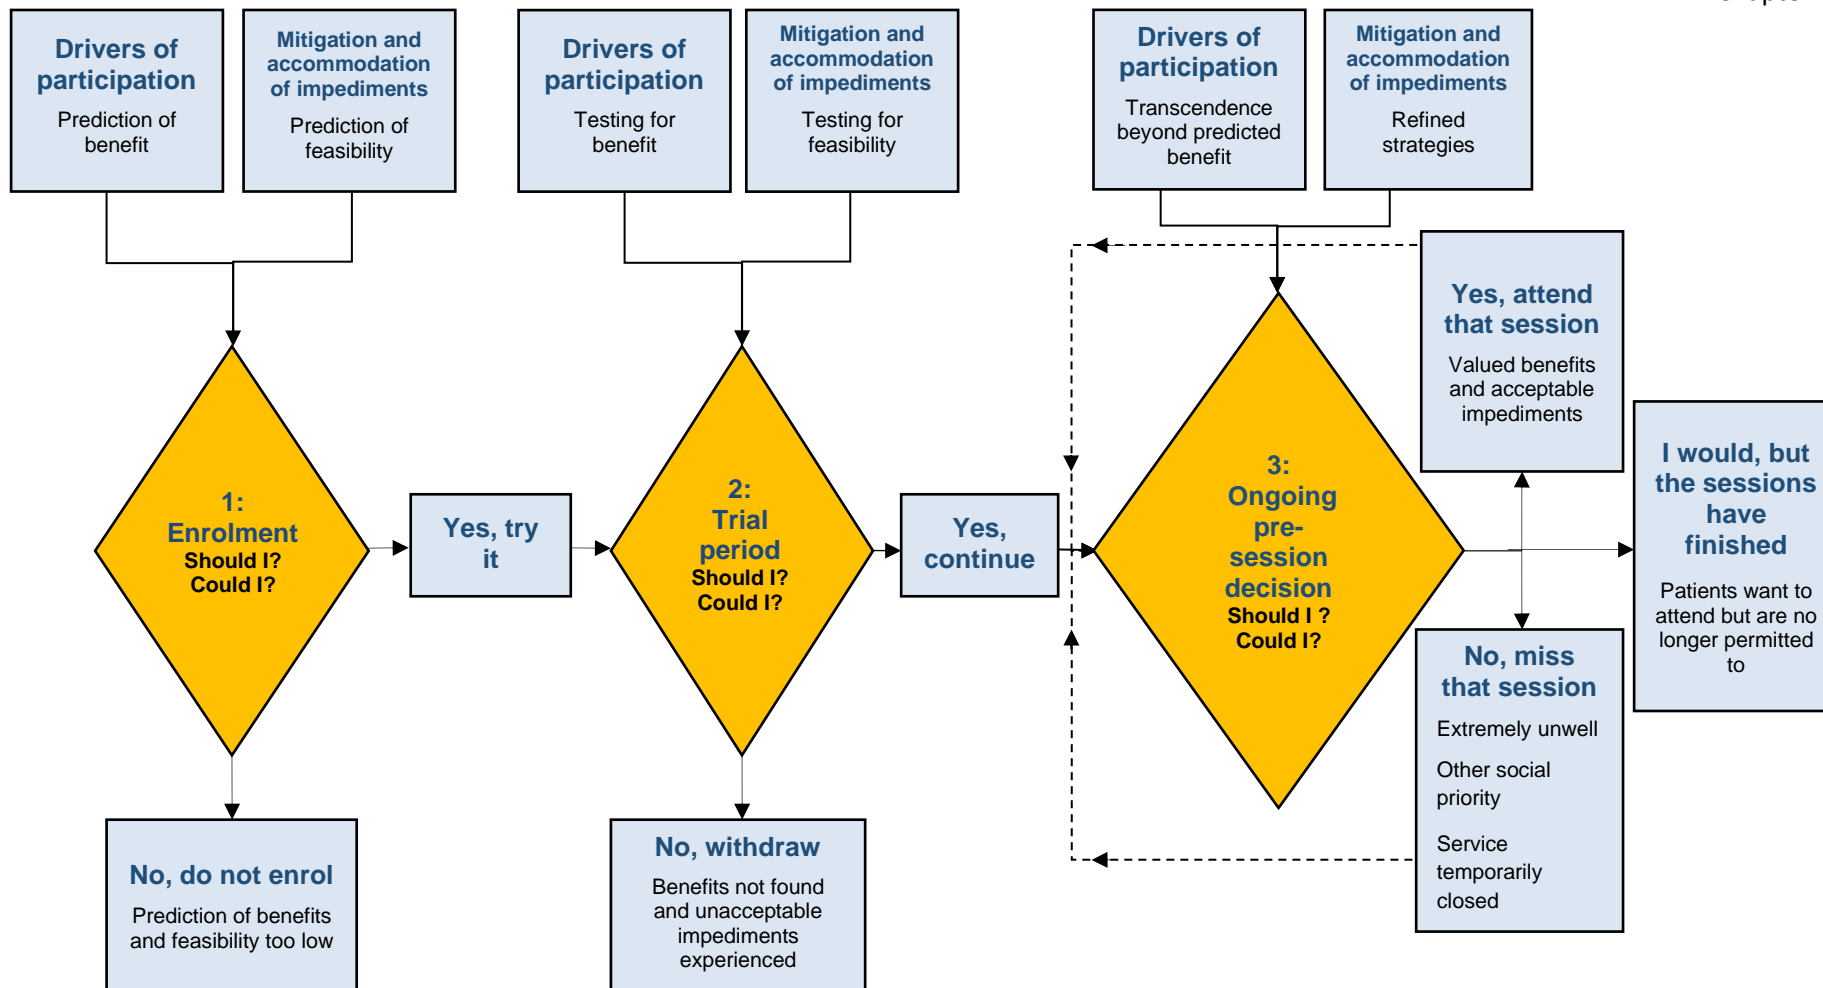 Drivers of
participation
Prediction of
benefit
Mitigation and
accommodation
of impediments
Prediction of
feasibility
Drivers of
participation
Testing for
benefit
Mitigation and
accommodation
of impediments
Testing for
feasibility
Drivers of
participation
Transcendence
beyond predicted
benefit
Mitigation and
accommodation
of impediments
Refined
strategies
1:
Enrolment
Should I?
Could I?
Yes, try
it
2:
Trial
period
Should I?
Could I?
Yes,
continue
3:
Ongoing
pre-
session
decision
Should I ?
Could I?
Yes, attend
that session
Valued benefits
and acceptable
impediments
I would, but
the sessions
have
finished
Patients want to
attend but are no
longer permitted
to
No, miss
that session
Extremely unwell
Other social
priority
Service
temporarily
closed
No, do not enrol
Prediction of benefits
and feasibility too low
No, withdraw
Benefits not found
and unacceptable
impediments
experienced